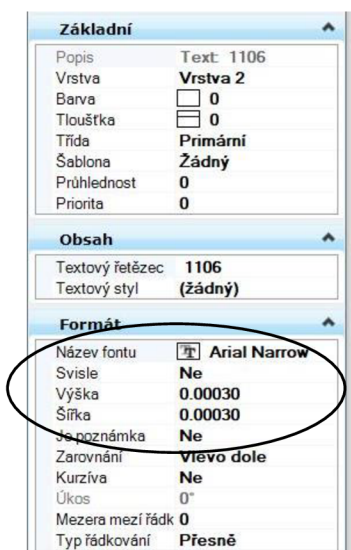 Základní
Popis Text: 1106
Vrstva Vrstva 2
Barva 0
Tloušťka 0
Třída Primární
Šablona Žádný
Průhlednost 0
Priorita 0
Obsah
Textový řetězec 1106
Textový styl (žádný)
Formát
Název fontu Arial Narrow
Svisle Ne
Výška 0.00030
Šířka 0.00030
Je poznámka Ne
Zarovnání Vlevo dole
Kurzíva Ne
Úkos 0°
Mezera mezí řádk 0
Typ řádkování Přesně